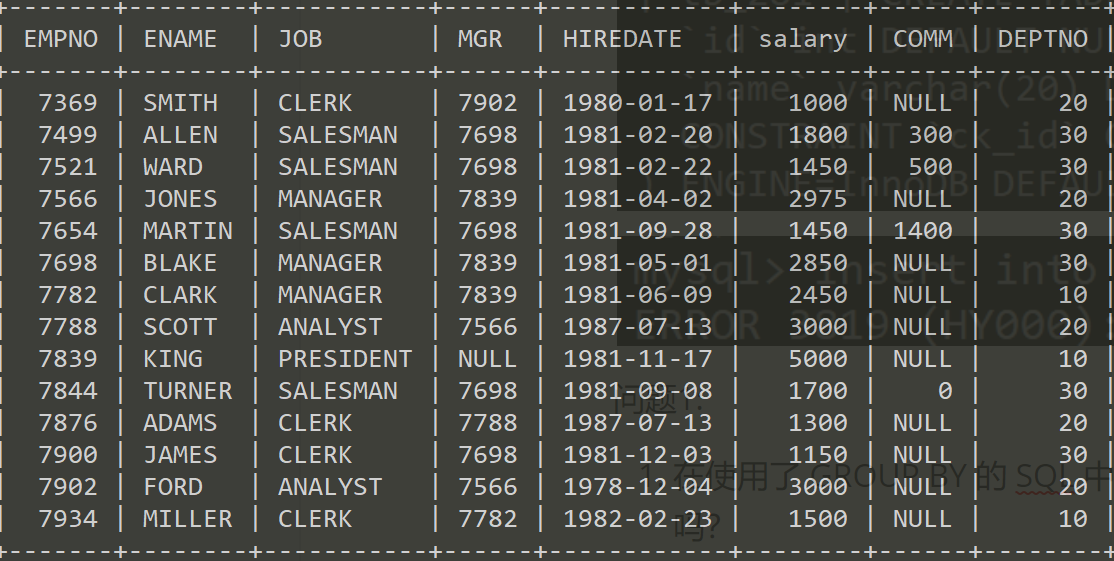 +-------+--------+-----------+------+------------+--------+------+--------+
| EMPNO | ENAME | JOB | MGR | HIREDATE | salary | COMM | DEPTNO |
+-------+--------+-----------+------+------------+--------+------+--------+
| 7369 | SMITH | CLERK | 7902 | 1980-01-17 | 1000 | NULL | 20 |
| 7499 | ALLEN | SALESMAN | 7698 | 1981-02-20 | 1800 | 300 | 30 |
| 7521 | WARD | SALESMAN | 7698 | 1981-02-22 | 1450 | 500 | 30 |
| 7566 | JONES | MANAGER | 7839 | 1981-04-02 | 2975 | NULL | 20 |
| 7654 | MARTIN | SALESMAN | 7698 | 1981-09-28 | 1450 | 1400 | 30 |
| 7698 | BLAKE | MANAGER | 7839 | 1981-05-01 | 2850 | NULL | 30 |
| 7782 | CLARK | MANAGER | 7839 | 1981-06-09 | 2450 | NULL | 10 |
| 7788 | SCOTT | ANALYST | 7566 | 1987-07-13 | 3000 | NULL | 20 |
| 7839 | KING | PRESIDENT | NULL | 1981-11-17 | 5000 | NULL | 10 |
| 7844 | TURNER | SALESMAN | 7698 | 1981-09-08 | 1700 | 0 | 30 |
| 7876 | ADAMS | CLERK | 7788 | 1987-07-13 | 1300 | NULL | 20 |
| 7900 | JAMES | CLERK | 7698 | 1981-12-03 | 1150 | NULL | 30 |
| 7902 | FORD | ANALYST | 7566 | 1978-12-04 | 3000 | NULL | 20 |
| 7934 | MILLER | CLERK | 7782 | 1982-02-23 | 1500 | NULL | 10 |
+-------+--------+-----------+------+------------+--------+------+--------+
`id` int DEFAULT
`name` varchar(20)
CONSTRAINT `ck_id`
ENGINE=InnoDB
mysql> insert into
ERROR 3819 (HY000)
问题1:
1. 在使用了 GROUP BY 的 SQL 中
吗?